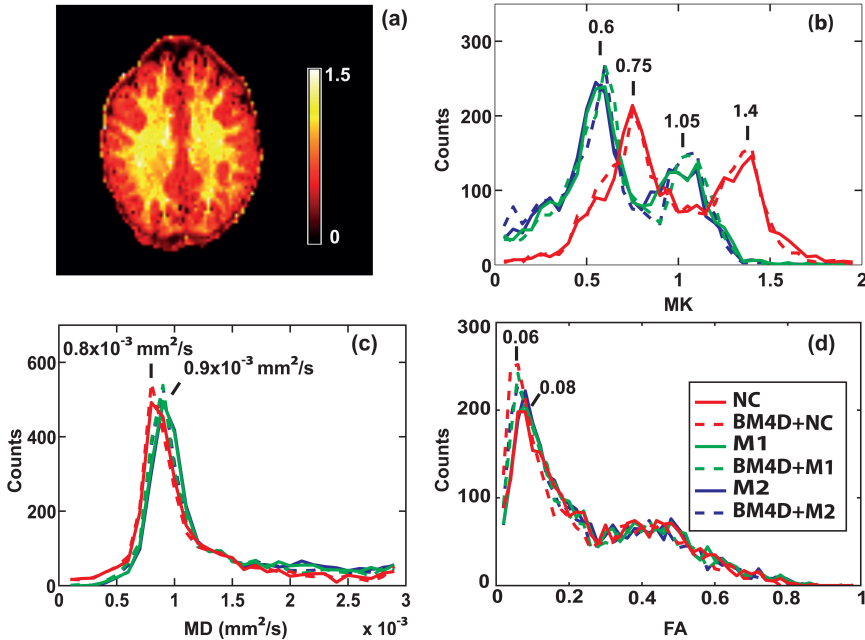 (a)
1.5
0
(b)
0.6
0.75
1.05
1.4
Counts
300
200
100
0
0
0.5
1
1.5
2
MK
(c)
0.8x10⁻³ mm²/s
0.9x10⁻³ mm²/s
Counts
600
500
400
300
200
100
0
0
0.5
1
1.5
2
2.5
3
MD (mm²/s)
x 10⁻³
(d)
0.06
0.08
Counts
300
200
100
0
0
0.2
0.4
0.6
0.8
1
FA
NC
BM4D+NC
M1
BM4D+M1
M2
BM4D+M2